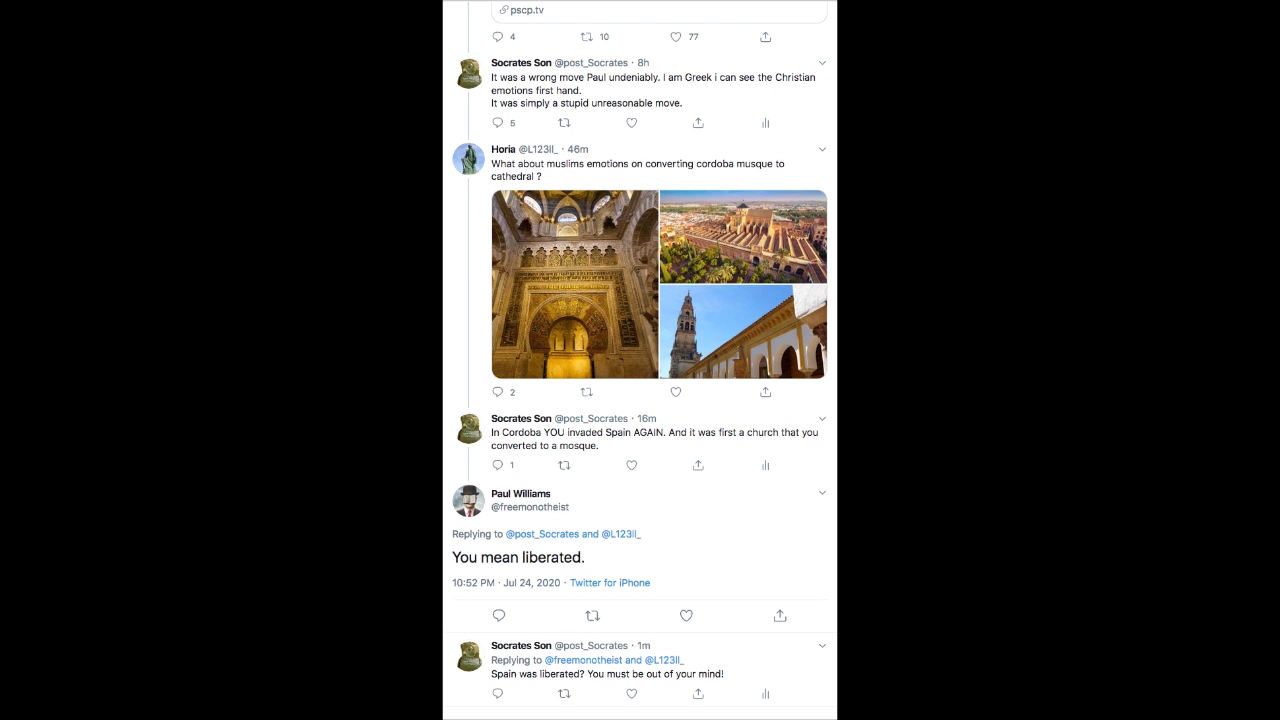 pscp.tv
4 10 77
Socrates Son @post_Socrates · 8h
It was a wrong move Paul undeniably. I am Greek i can see the Christian
emotions first hand.
It was simply a stupid unreasonable move.
5
Horia @L123ll_ · 46m
What about muslims emotions on converting cordoba musque to
cathedral ?
2
Socrates Son @post_Socrates · 16m
In Cordoba YOU invaded Spain AGAIN. And it was first a church that you
converted to a mosque.
1
Paul Williams
@freemonotheist
Replying to @post_Socrates and @L123ll_
You mean liberated.
10:52 PM · Jul 24, 2020 · Twitter for iPhone
Socrates Son @post_Socrates · 1m
Replying to @freemonotheist and @L123ll_
Spain was liberated? You must be out of your mind!